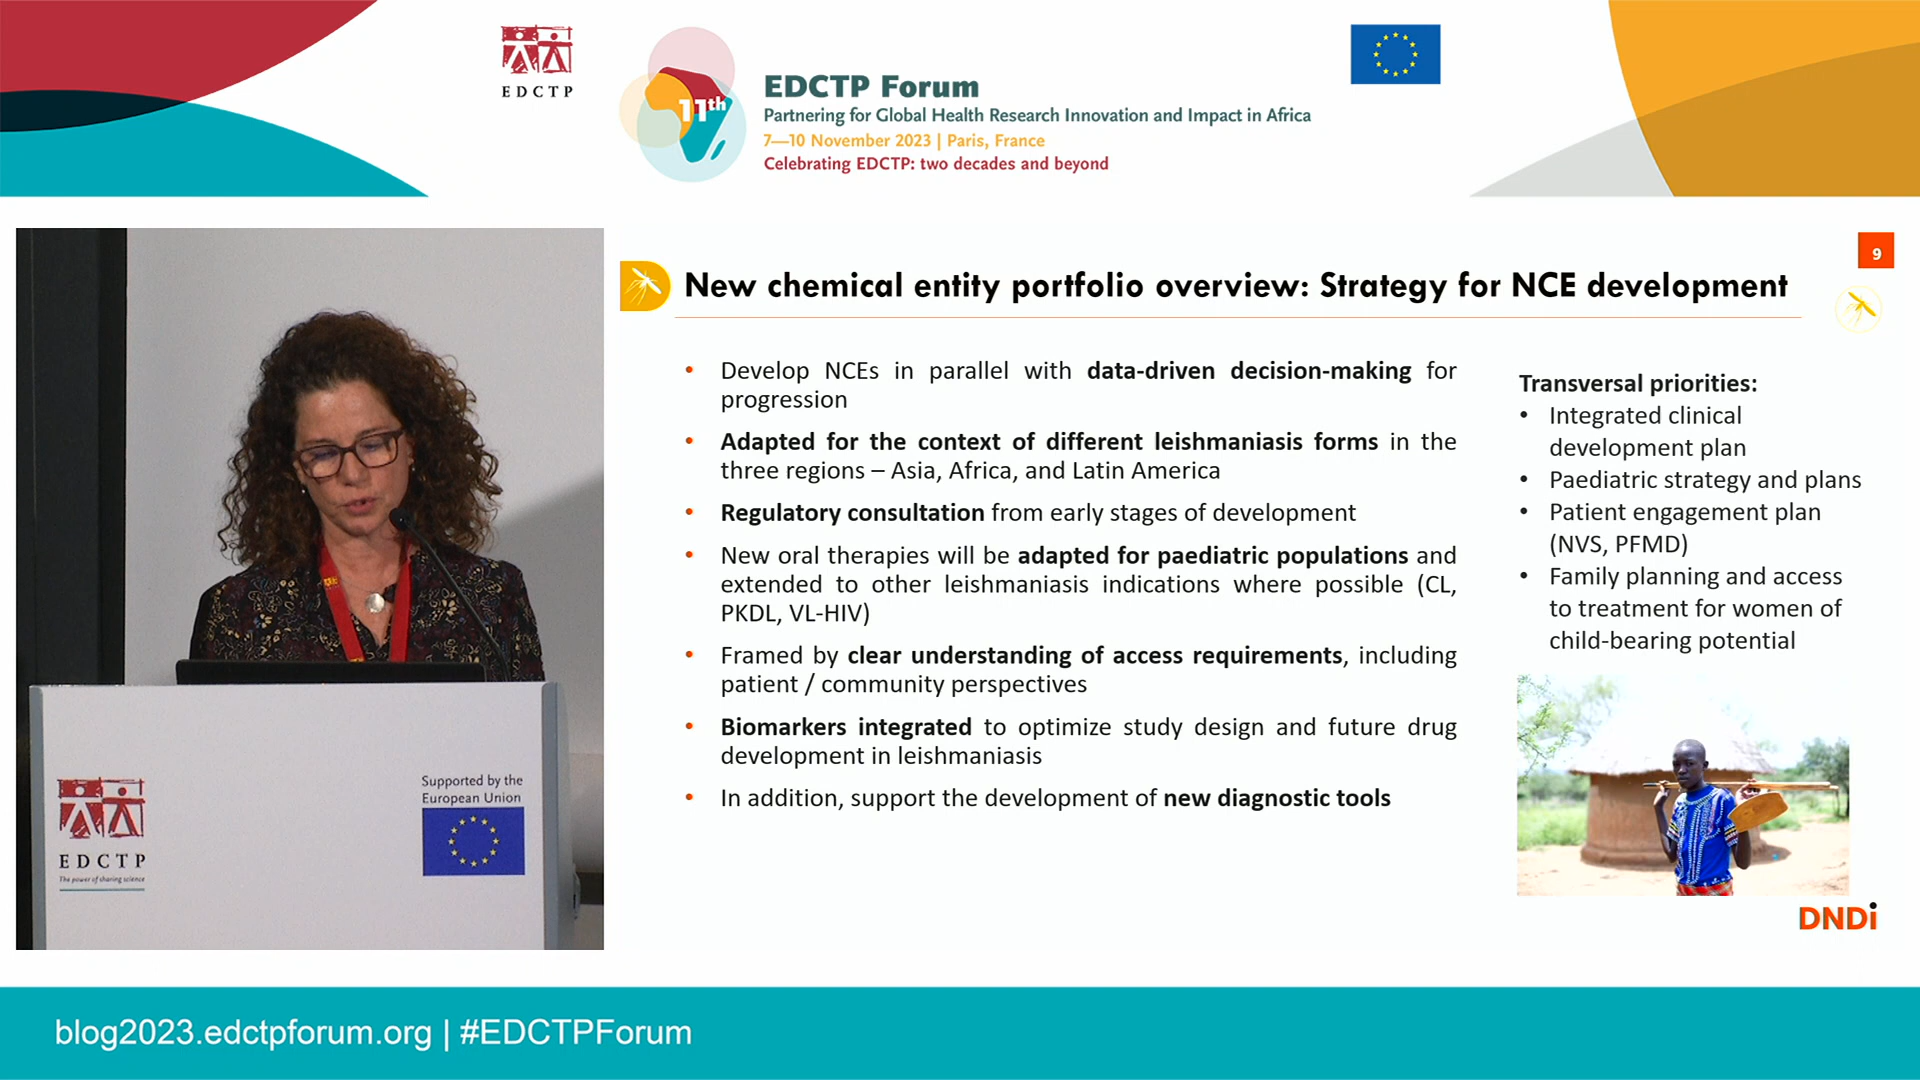 EDCTP
11th
EDCTP Forum
Partnering for Global Health Research Innovation and Impact in Africa
7—10 November 2023 | Paris, France
Celebrating EDCTP: two decades and beyond
9
New chemical entity portfolio overview: Strategy for NCE development
• Develop NCEs in parallel with data-driven decision-making for
progression
• Adapted for the context of different leishmaniasis forms in the
three regions – Asia, Africa, and Latin America
• Regulatory consultation from early stages of development
• New oral therapies will be adapted for paediatric populations and
extended to other leishmaniasis indications where possible (CL,
PKDL, VL-HIV)
• Framed by clear understanding of access requirements, including
patient / community perspectives
• Biomarkers integrated to optimize study design and future drug
development in leishmaniasis
• In addition, support the development of new diagnostic tools
Transversal priorities:
• Integrated clinical
development plan
• Paediatric strategy and plans
• Patient engagement plan
(NVS, PFMD)
• Family planning and access
to treatment for women of
child-bearing potential
DNDi
EDCTP
The power of sharing science
Supported by the
European Union
blog2023.edctpforum.org | #EDCTPForum